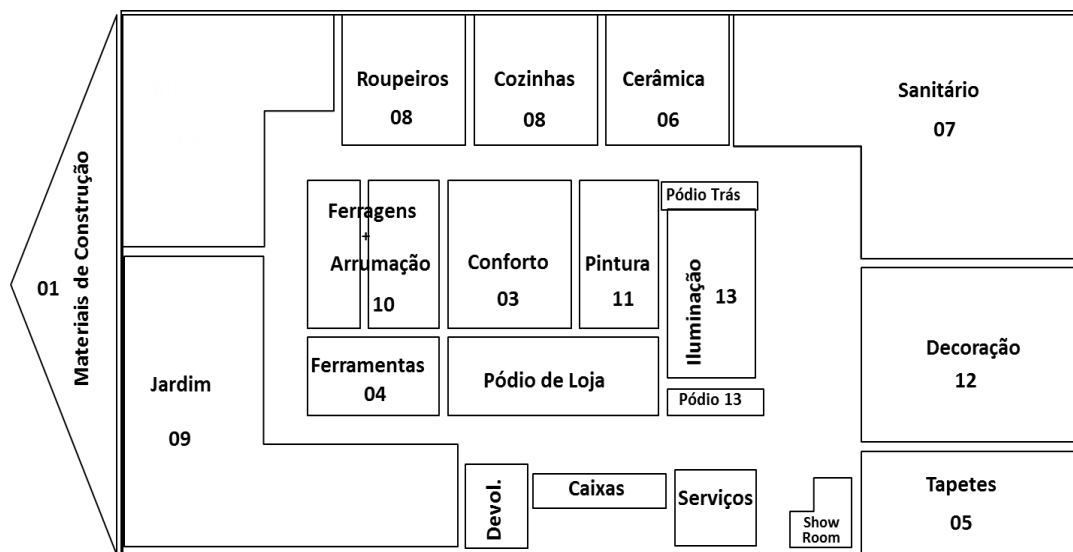 Roupeiros
08
Cozinhas
08
Cerâmica
06
Sanitário
07
01
Materiais de Construção
Ferragens
+
Arrumação
10
Conforto
03
Pintura
11
Pódio Trás
Iluminação
13
Decoração
12
Jardim
09
Ferramentas
04
Pódio de Loja
Pódio 13
Devol.
Caixas
Serviços
Show
Room
Tapetes
05